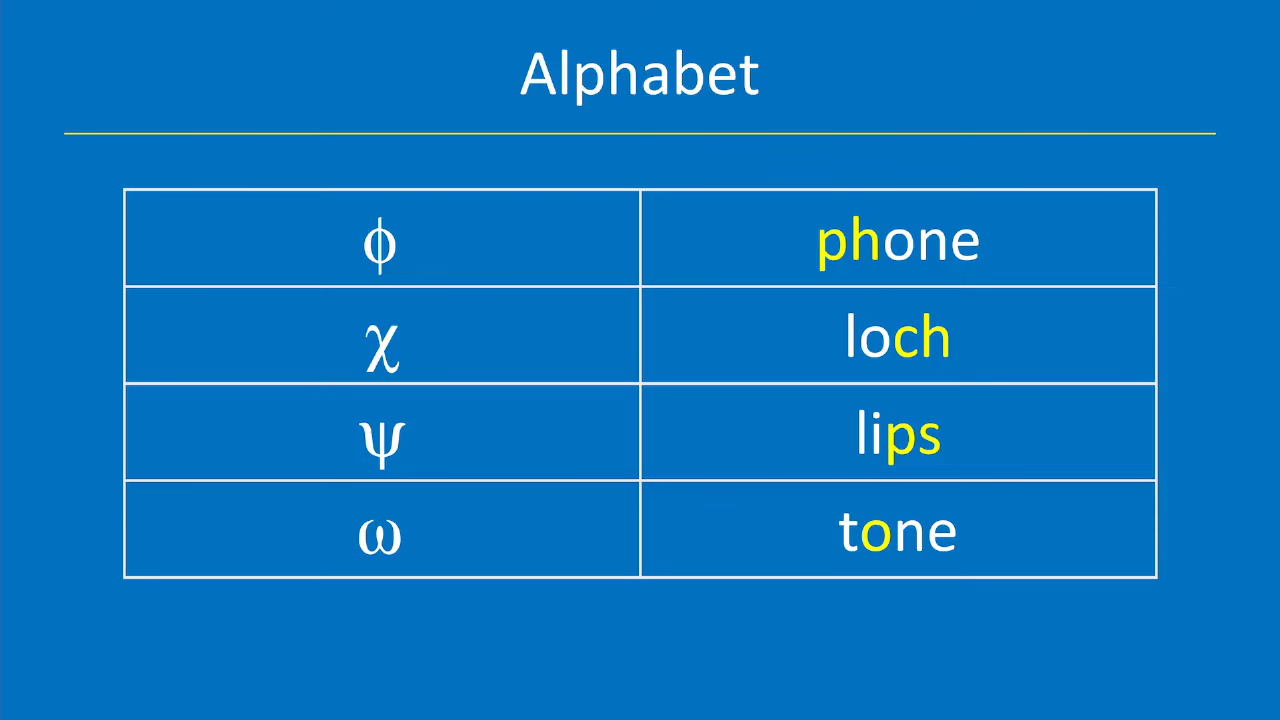 Alphabet
ϕ phone
χ loch
ψ lips
ω tone